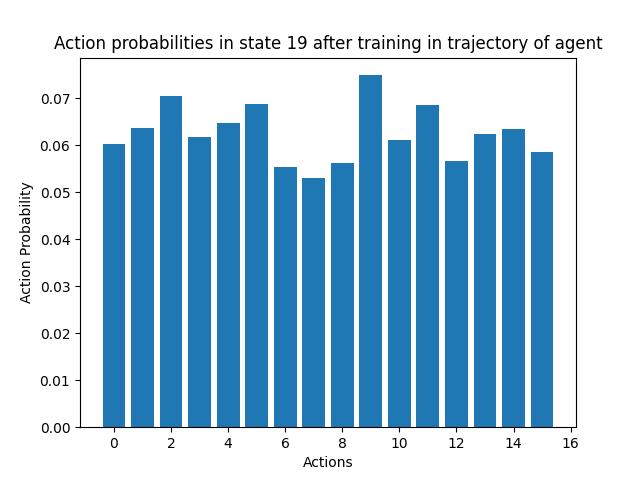 Action probabilities in state 19 after training in trajectory of agent
0.07
0.06
0.05
0.04
0.03
0.02
0.01
0.00
Action Probability
0 2 4 6 8 10 12 14 16
Actions